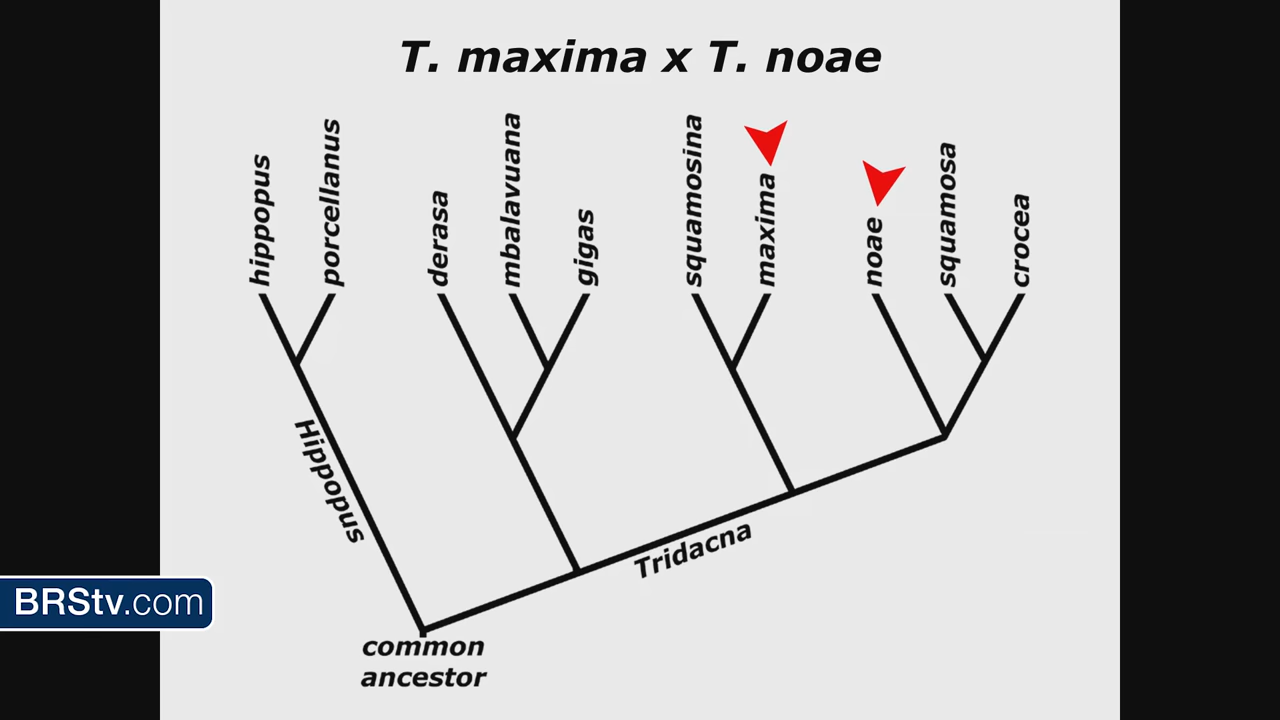 T. maxima x T. noae
hippopus
porcellanus
derasa
mbalavuana
gigas
squamosina
maxima
noae
squamosa
crocea
Hippopus
Tridacna
BRStv.com
common
ancestor